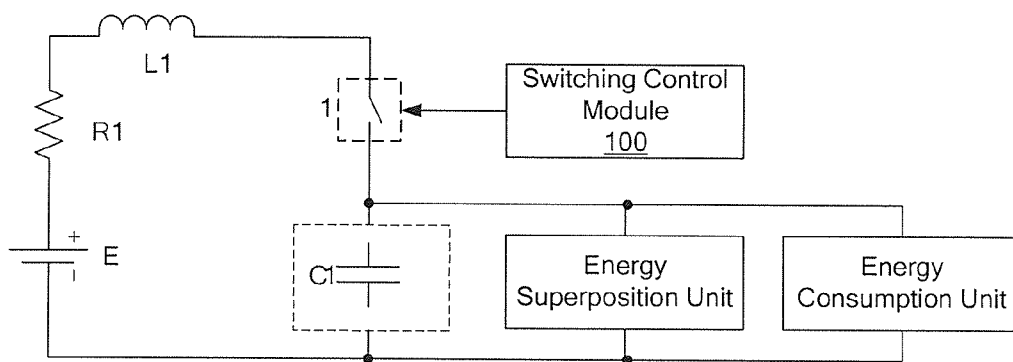 L1
Switching Control
Module
100
1
R1
+
E
-
C1
Energy
Superposition Unit
Energy
Consumption Unit